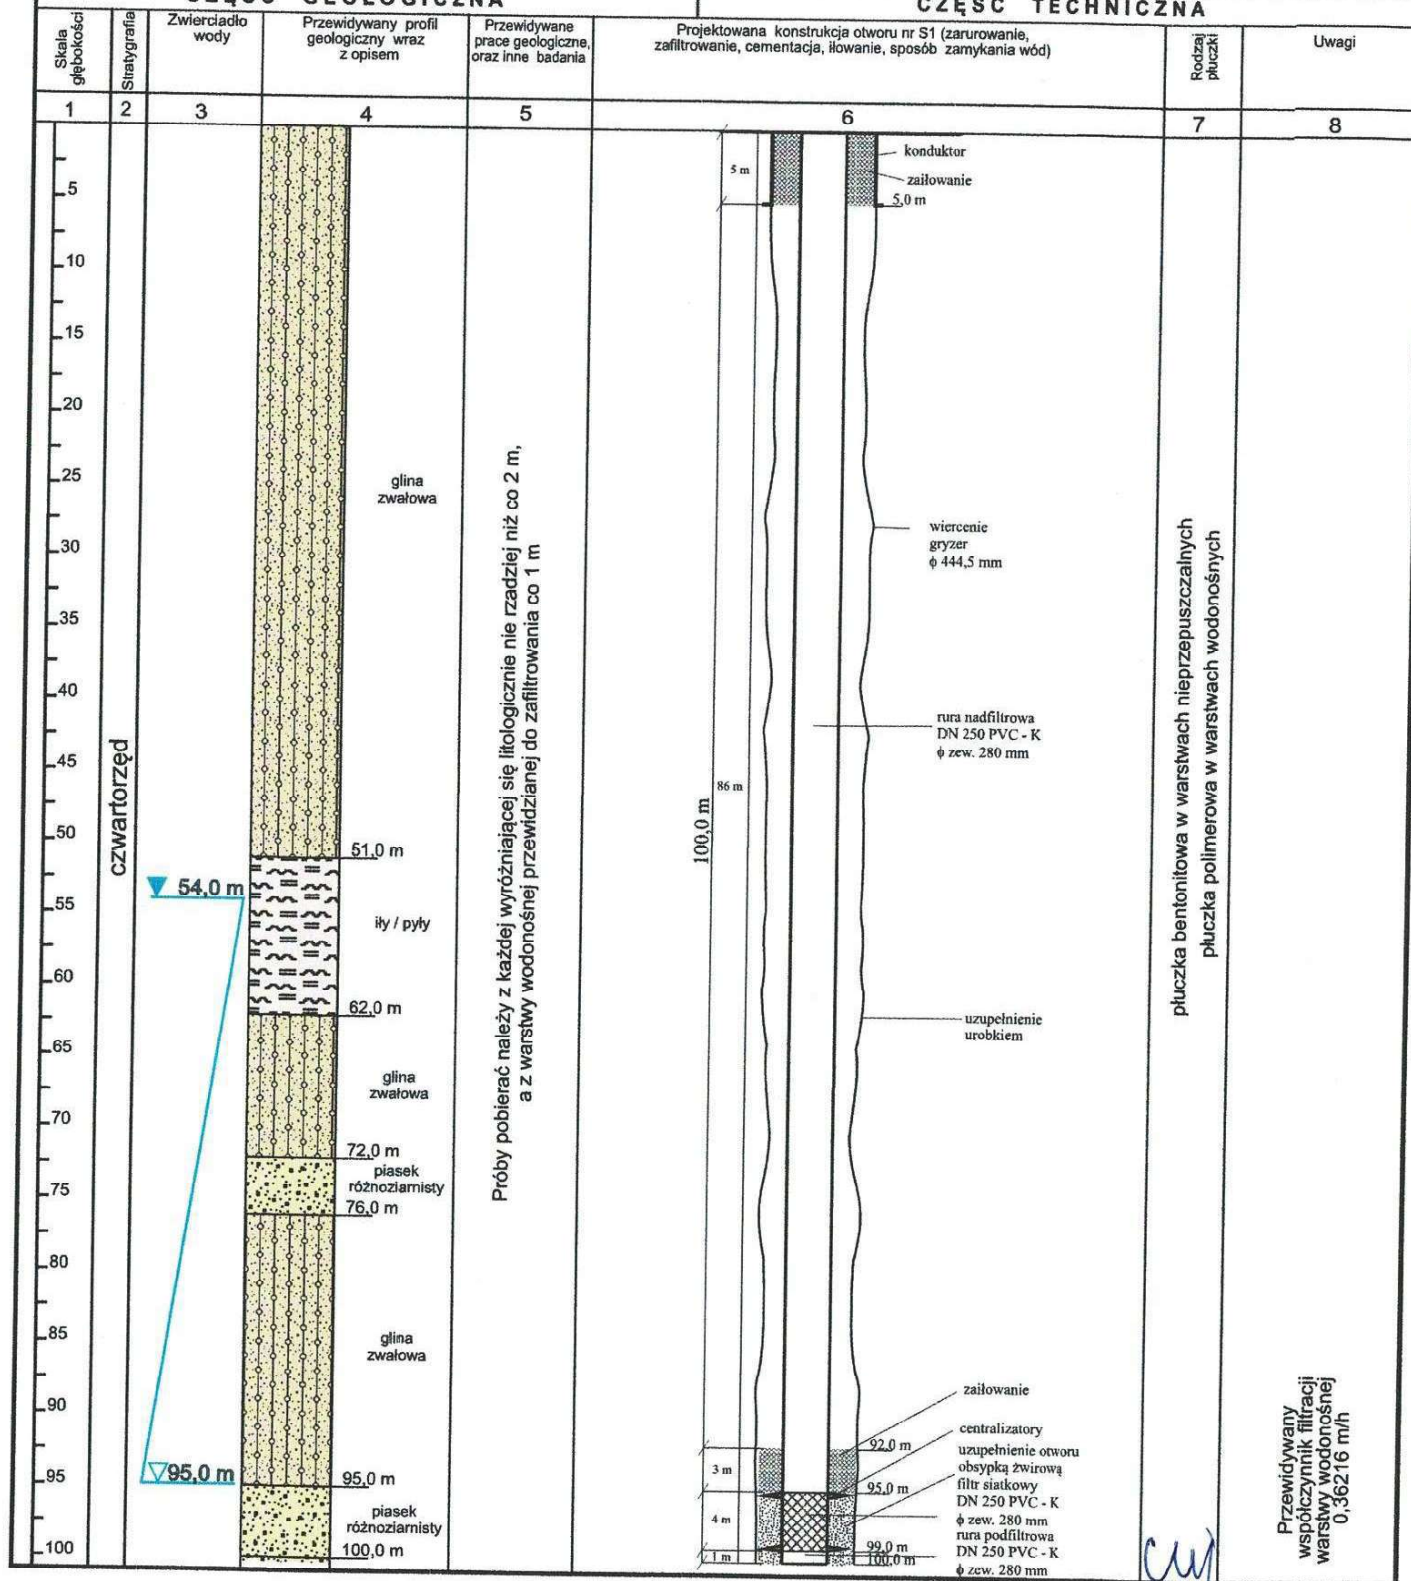 CZĘŚĆ GEOLOGICZNA
CZĘŚĆ TECHNICZNA
Skala
głębokości
Stratygrafia
Zwierciadło
wody
Przewidywany profil
geologiczny wraz
z opisem
Przewidywane
prace geologiczne,
oraz inne badania
Projektowana konstrukcja otworu nr S1 (zarurowanie,
zafiltrowanie, cementacja, iłowanie, sposób zamykania wód)
Rodzaj
płuczki
Uwagi
1
2
3
4
5
6
7
8
5
10
15
20
25
30
35
40
45
50
55
60
65
70
75
80
85
90
95
100
czwartorzęd
54,0 m
95,0 m
glina
zwałowa
51,0 m
iły / pyły
62,0 m
glina
zwałowa
72,0 m
piasek
różnoziarnisty
76,0 m
glina
zwałowa
95,0 m
piasek
różnoziarnisty
100,0 m
Próby pobierać należy z każdej wyróżniającej się litologicznie nie rzadziej niż co 2 m,
a z warstwy wodonośnej przewidzianej do zafiltrowania co 1 m
5 m
86 m
100,0 m
3 m
4 m
1 m
konduktor
zaiłowanie
5,0 m
wiercenie
gryzer
ϕ 444,5 mm
rura nadfiltrowa
DN 250 PVC - K
ϕ zew. 280 mm
uzupełnienie
urobkiem
zaiłowanie
centralizatory
92,0 m
uzupełnienie otworu
obsypką żwirową
95,0 m
filtr siatkowy
DN 250 PVC - K
ϕ zew. 280 mm
rura podfiltrowa
99,0 m
DN 250 PVC - K
100,0 m
ϕ zew. 280 mm
płuczka bentonitowa w warstwach nieprzepuszczalnych
płuczka polimerowa w warstwach wodonośnych
Przewidywany
współczynnik filtracji
warstwy wodonośnej
0,36216 m/h